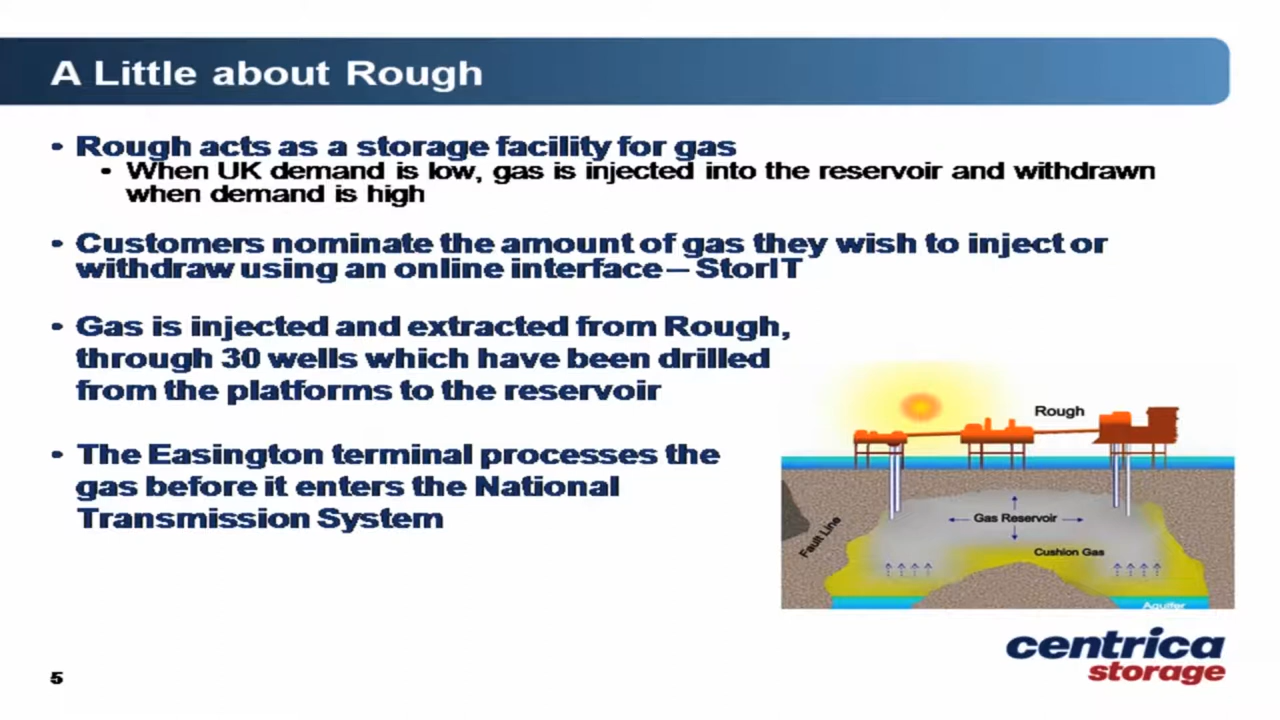 A Little about Rough
• Rough acts as a storage facility for gas
• When UK demand is low, gas is injected into the reservoir and withdrawn
when demand is high
• Customers nominate the amount of gas they wish to inject or
withdraw using an online interface – StorIT
• Gas is injected and extracted from Rough,
through 30 wells which have been drilled
from the platforms to the reservoir
• The Easington terminal processes the
gas before it enters the National
Transmission System
Rough
Gas Reservoir
Fault Line
Cushion Gas
Aquifer
centrica
storage
5